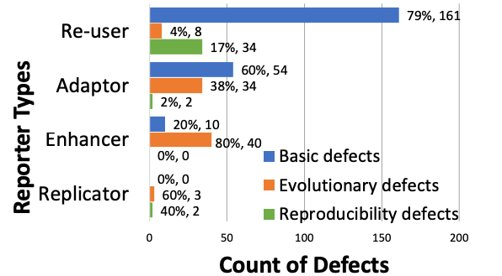 Reporter Types
Re-user
79%, 161
4%, 8
17%, 34
Adaptor
60%, 54
38%, 34
2%, 2
Enhancer
20%, 10
80%, 40
0%, 0
Replicator
0%, 0
60%, 3
40%, 2
Basic defects
Evolutionary defects
Reproducibility defects
0 50 100 150 200
Count of Defects